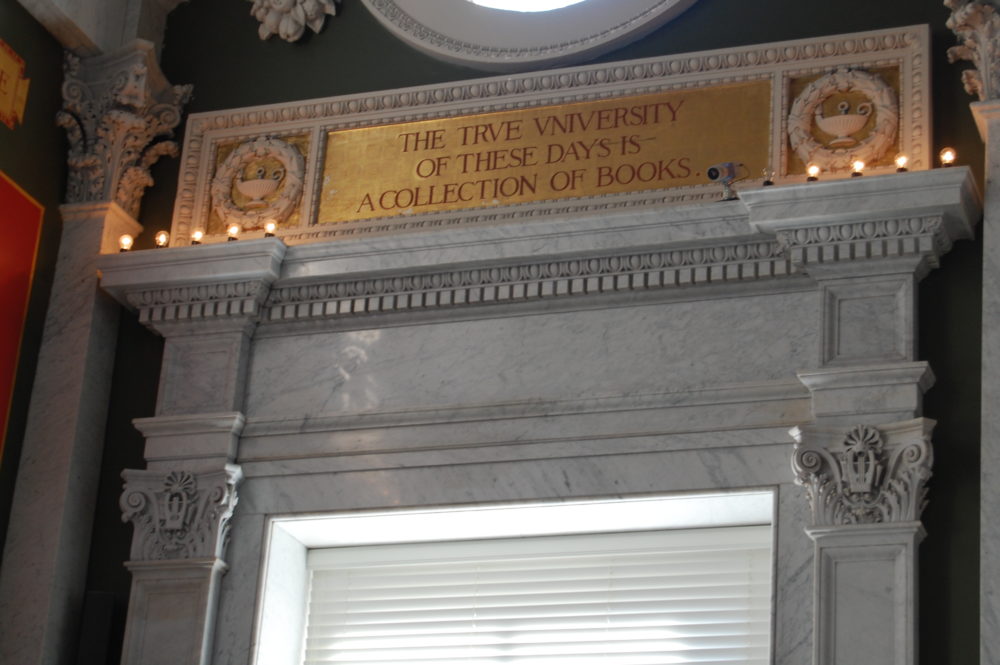 THE TRVE VNIVERSITY
OF THESE DAYS IS
A COLLECTION OF BOOKS.